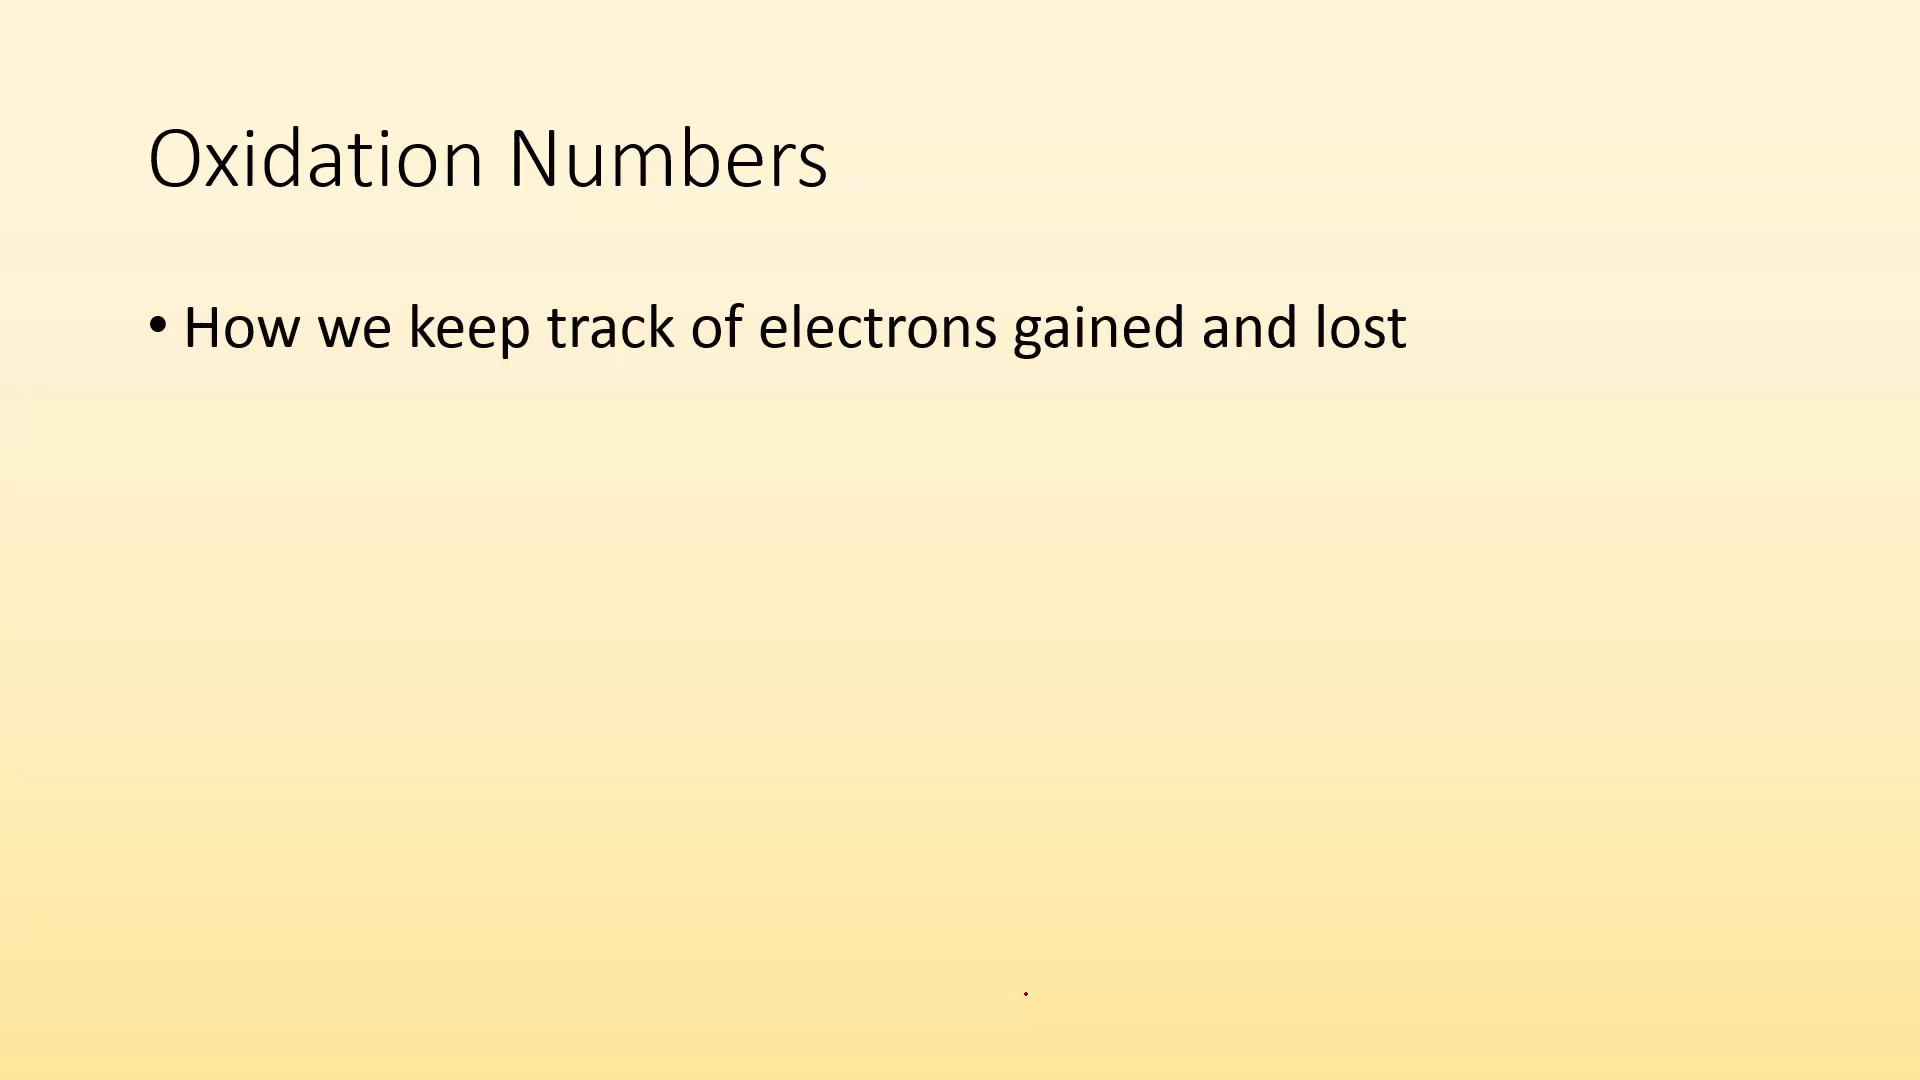 Oxidation Numbers
• How we keep track of electrons gained and lost